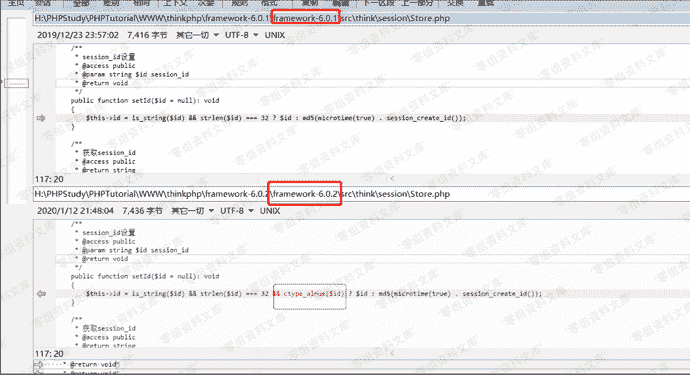 主页 会话 全部 差别 相同 上下文 次要 规则 格式 复制 编辑 下一区段 上一部分 交换 重载
H:\PHPStudy\PHPTutorial\WWW\thinkphp\framework-6.0.1\framework-6.0.1\src\think\session\Store.php
2019/12/23 23:57:02 7,416 字节 其它一切 ▼ UTF-8 ▼ UNIX
/**
* session_id设置
* @access public
* @param string $id session_id
* @return void
*/
public function setId($id = null): void
{
$this->id = is_string($id) && strlen($id) === 32 ? $id : md5(microtime(true) . session_create_id());
}
/**
* 获取session_id
* @access public
* @return string
117: 20
H:\PHPStudy\PHPTutorial\WWW\thinkphp\framework-6.0.2\framework-6.0.2\src\think\session\Store.php
2020/1/12 21:48:04 7,436 字节 其它一切 ▼ UTF-8 ▼ UNIX
/**
* session_id设置
* @access public
* @param string $id session_id
* @return void
*/
public function setId($id = null): void
{
$this->id = is_string($id) && strlen($id) === 32 && ctype_alnum($id) ? $id : md5(microtime(true) . session_create_id());
}
/**
* 获取session_id
* @access public
* @return string
117: 20
* @return void
* @return void
零组资料文库